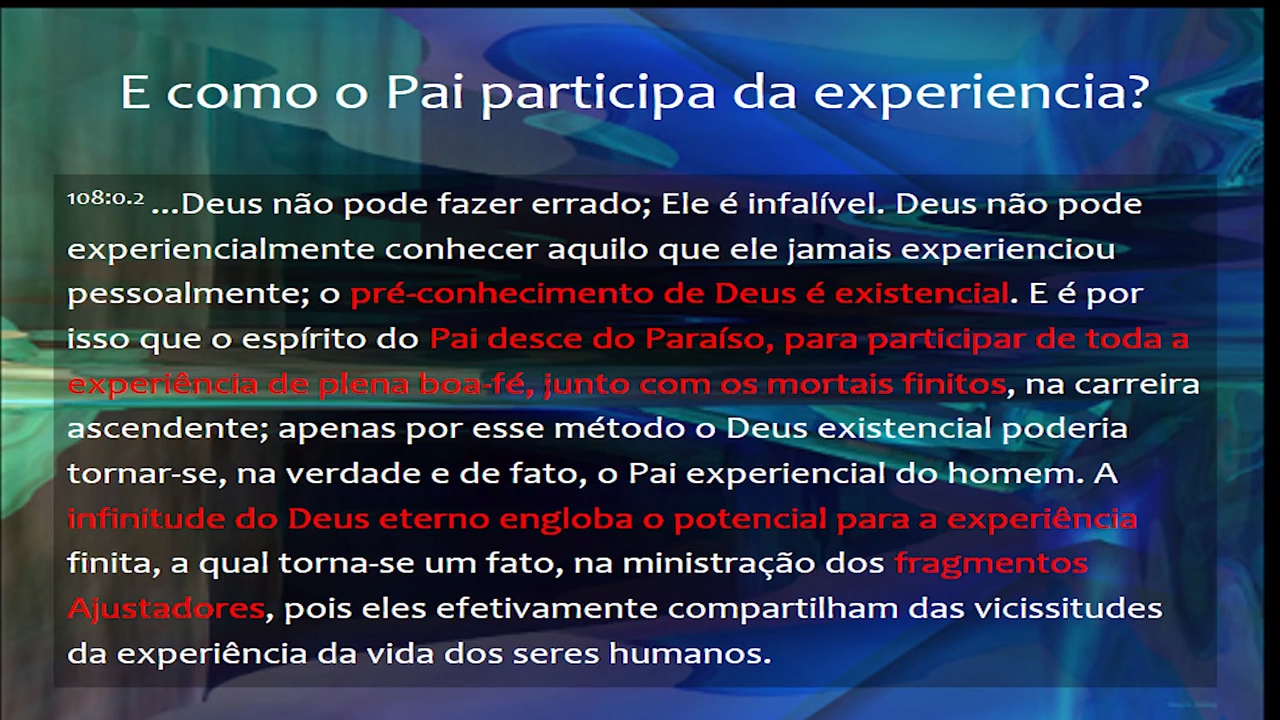 E como o Pai participa da experiencia?
108:0.2 ...Deus não pode fazer errado; Ele é infalível. Deus não pode
experiencialmente conhecer aquilo que ele jamais experienciou
pessoalmente; o pré-conhecimento de Deus é existencial. E é por
isso que o espírito do Pai desce do Paraíso, para participar de toda a
experiência de plena boa-fé, junto com os mortais finitos, na carreira
ascendente; apenas por esse método o Deus existencial poderia
tornar-se, na verdade e de fato, o Pai experiencial do homem. A
infinitude do Deus eterno engloba o potencial para a experiência
finita, a qual torna-se um fato, na ministração dos fragmentos
Ajustadores, pois eles efetivamente compartilham das vicissitudes
da experiência da vida dos seres humanos.